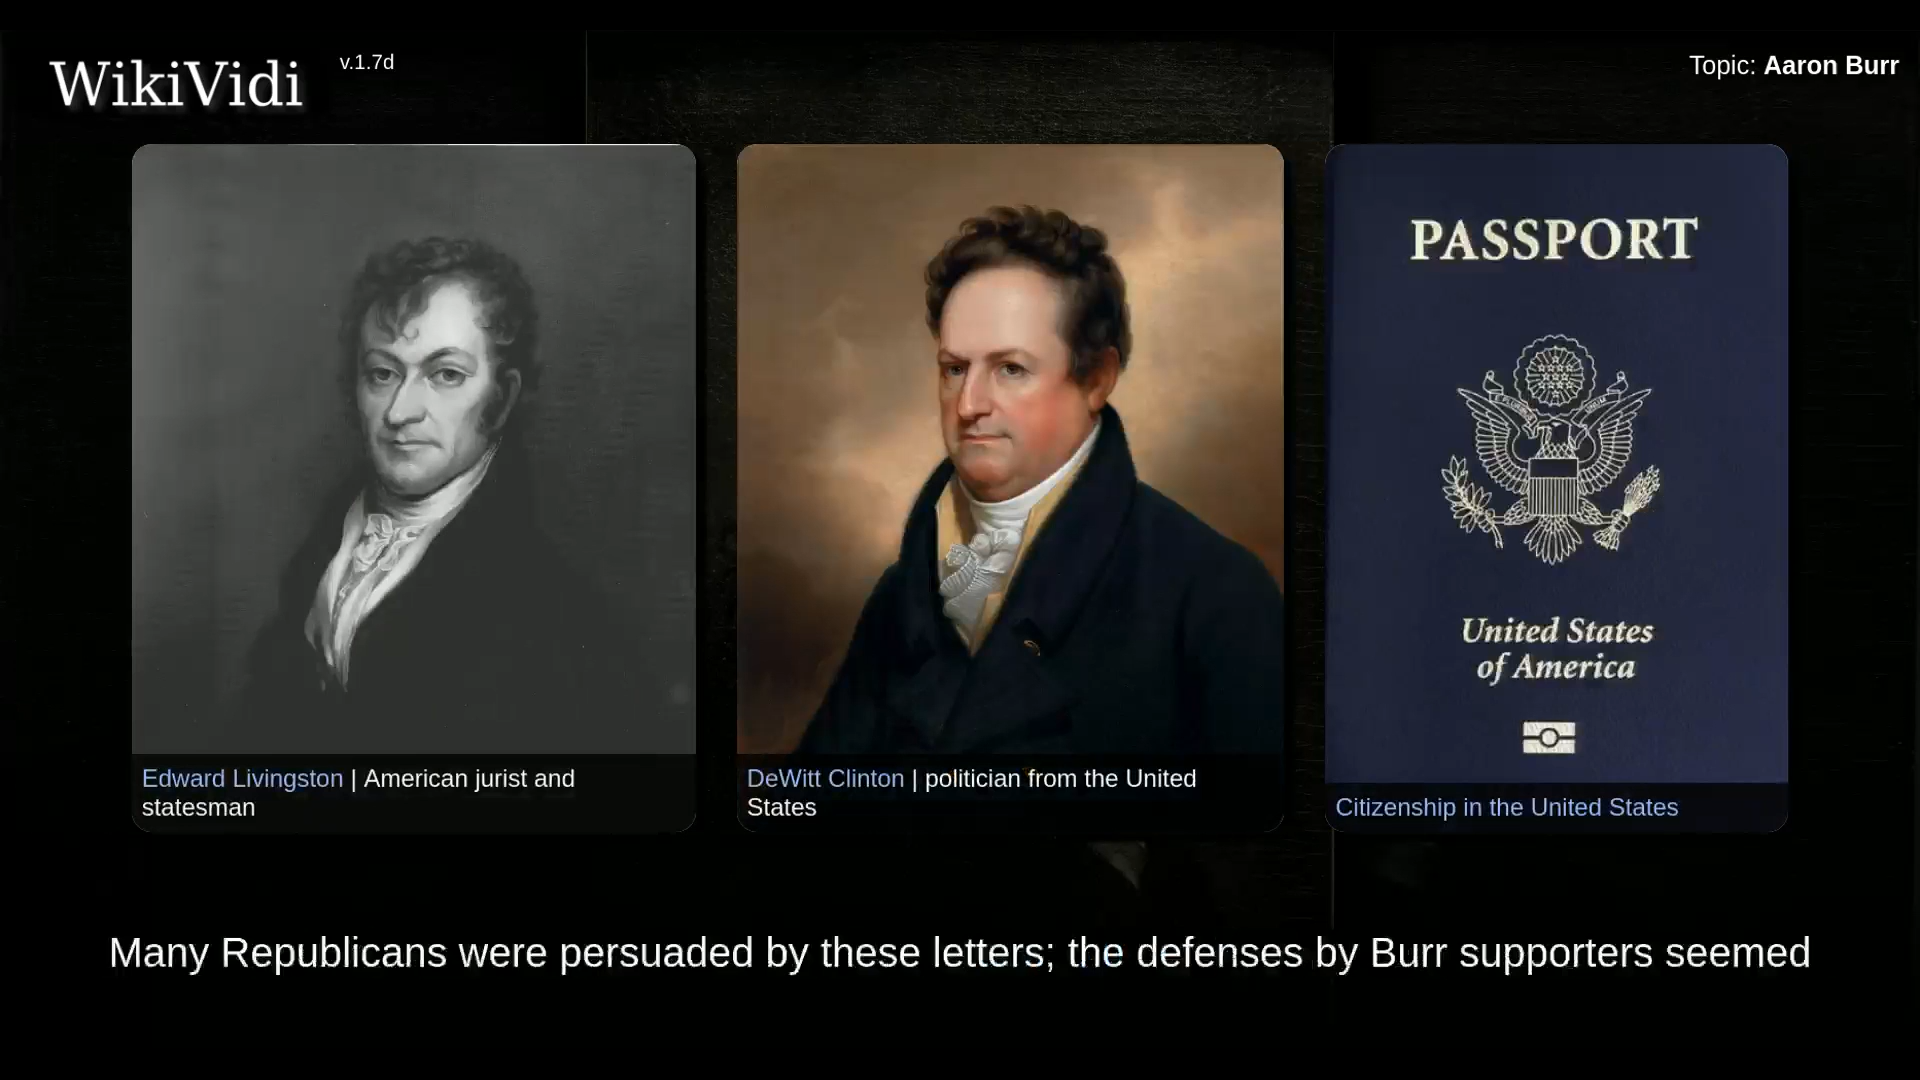 WikiVidi
v.1.7d
Topic: Aaron Burr
PASSPORT
United States
of America
Edward Livingston | American jurist and
statesman
DeWitt Clinton | politician from the United
States
Citizenship in the United States
Many Republicans were persuaded by these letters; the defenses by Burr supporters seemed